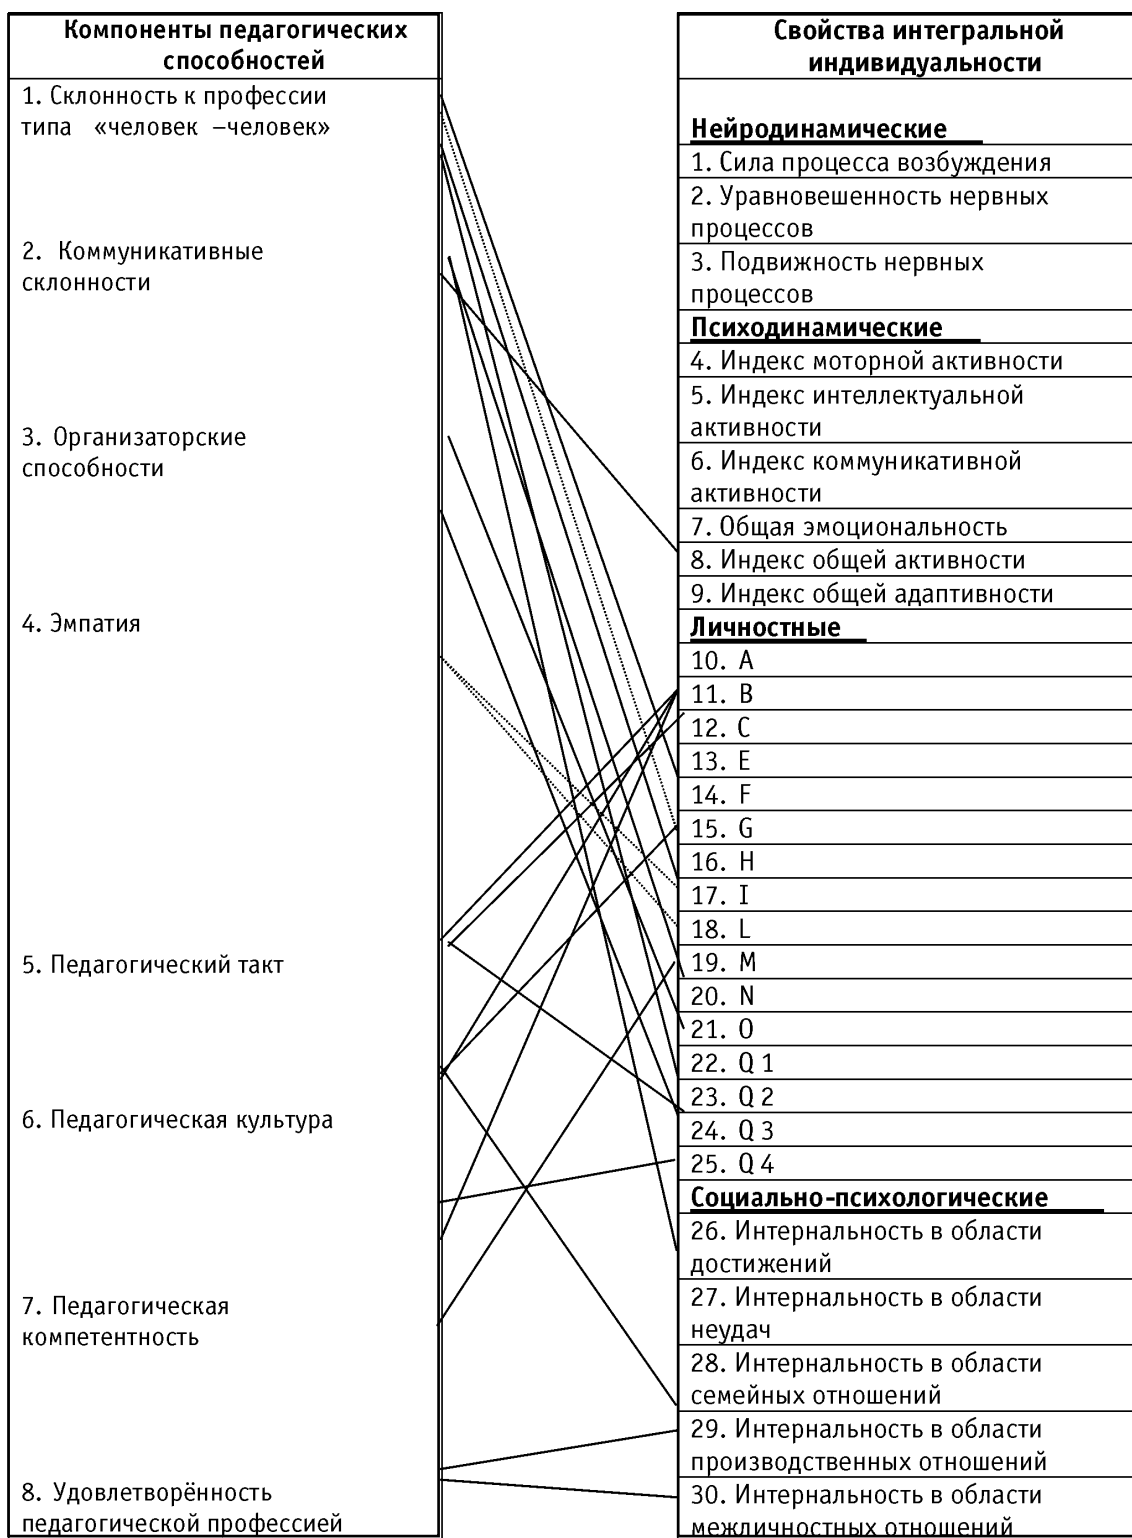 Компоненты педагогических
способностей
1. Склонность к профессии
типа «человек –человек»
2. Коммуникативные
склонности
3. Организаторские
способности
4. Эмпатия
5. Педагогический такт
6. Педагогическая культура
7. Педагогическая
компетентность
8. Удовлетворённость
педагогической профессией
Свойства интегральной
индивидуальности
Нейродинамические
1. Сила процесса возбуждения
2. Уравновешенность нервных
процессов
3. Подвижность нервных
процессов
Психодинамические
4. Индекс моторной активности
5. Индекс интеллектуальной
активности
6. Индекс коммуникативной
активности
7. Общая эмоциональность
8. Индекс общей активности
9. Индекс общей адаптивности
Личностные
10. A
11. B
12. C
13. E
14. F
15. G
16. H
17. I
18. L
19. M
20. N
21. O
22. Q 1
23. Q 2
24. Q 3
25. Q 4
Социально-психологические
26. Интернальность в области
достижений
27. Интернальность в области
неудач
28. Интернальность в области
семейных отношений
29. Интернальность в области
производственных отношений
30. Интернальность в области
межличностных отношений